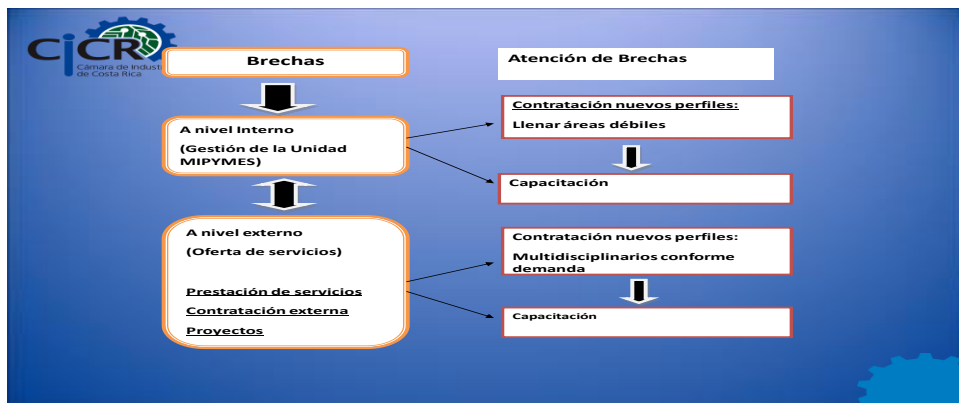 CiCR
Cámara de Indust
de Costa Rica
Brechas
Atención de Brechas
A nivel Interno
(Gestión de la Unidad
MIPYMES)
Contratación nuevos perfiles:
Llenar áreas débiles
Capacitación
A nivel externo
(Oferta de servicios)
Prestación de servicios
Contratación externa
Proyectos
Contratación nuevos perfiles:
Multidisciplinarios conforme
demanda
Capacitación